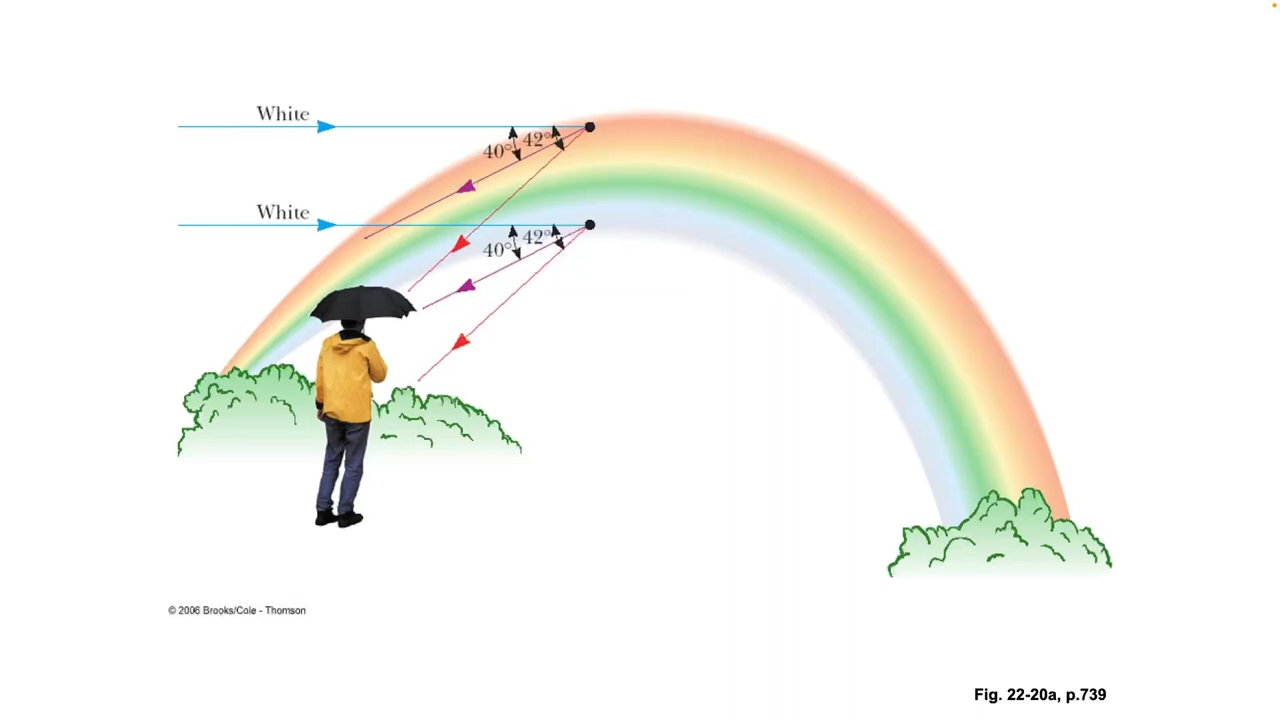 White
40° 42°
White
40° 42°
© 2006 Brooks/Cole - Thomson
Fig. 22-20a, p.739